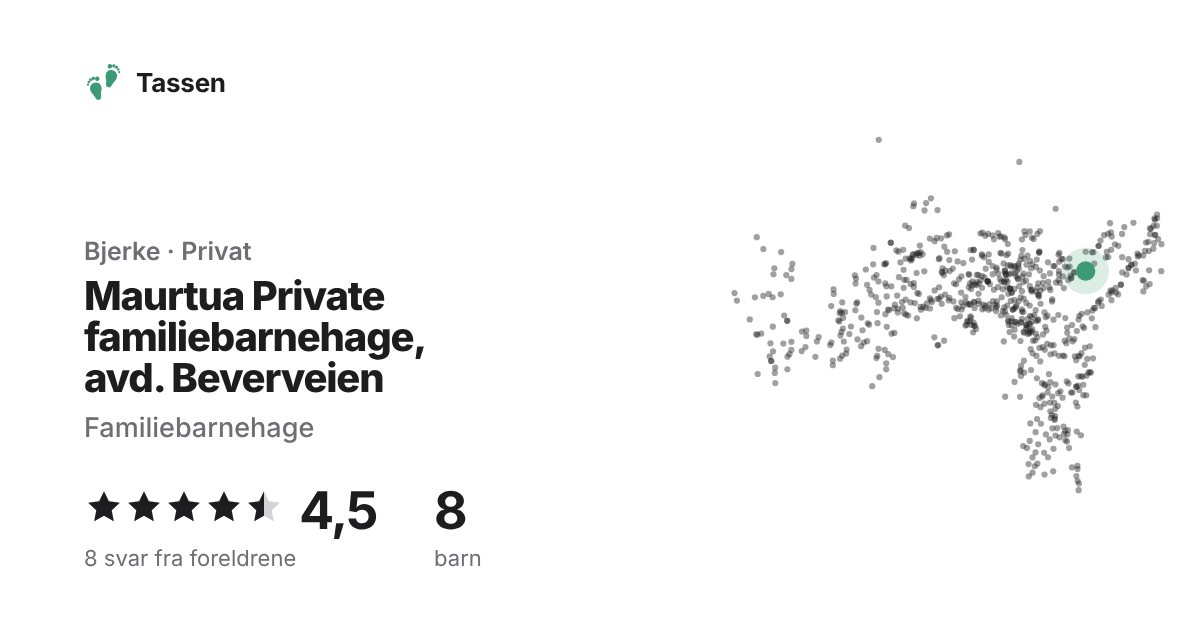 Tassen
Bjerke · Privat
Maurtua Private
familiebarnehage,
avd. Beverveien
Familiebarnehage
4,5
8
8 svar fra foreldrene
barn